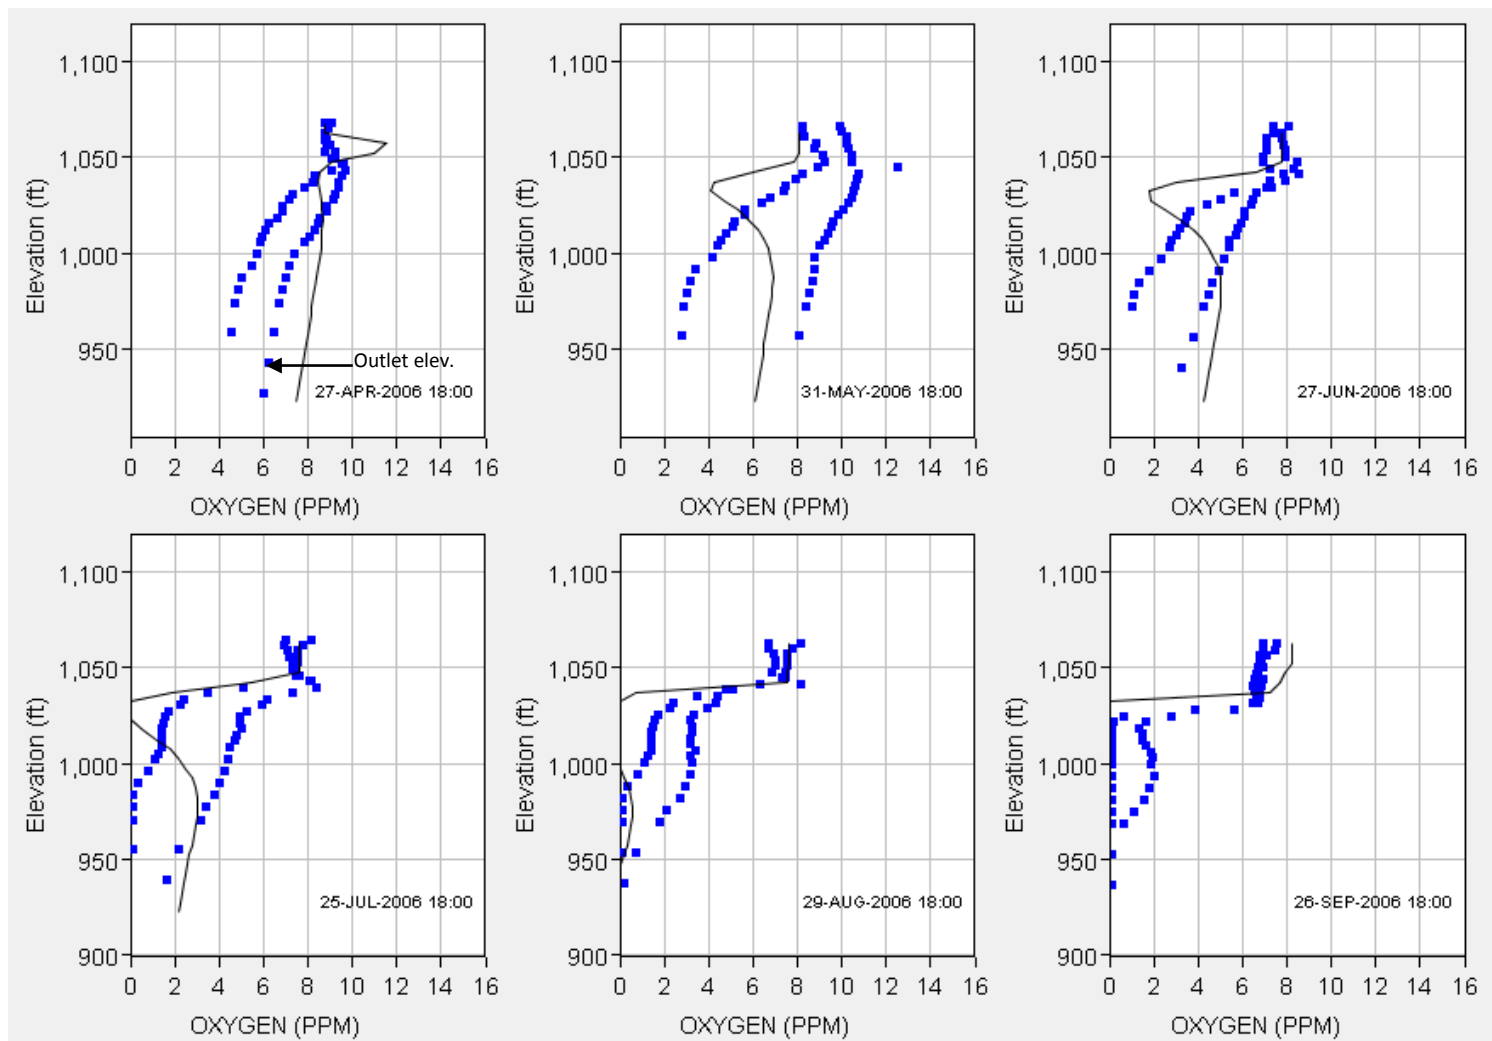 1,100
1,050
1,000
950
Elevation (ft)
Outlet elev.
27-APR-2006 18:00
0 2 4 6 8 10 12 14 16
OXYGEN (PPM)
1,100
1,050
1,000
950
Elevation (ft)
31-MAY-2006 18:00
0 2 4 6 8 10 12 14 16
OXYGEN (PPM)
1,100
1,050
1,000
950
Elevation (ft)
27-JUN-2006 18:00
0 2 4 6 8 10 12 14 16
OXYGEN (PPM)
1,100
1,050
1,000
950
900
Elevation (ft)
25-JUL-2006 18:00
0 2 4 6 8 10 12 14 16
OXYGEN (PPM)
1,100
1,050
1,000
950
900
Elevation (ft)
29-AUG-2006 18:00
0 2 4 6 8 10 12 14 16
OXYGEN (PPM)
1,100
1,050
1,000
950
900
Elevation (ft)
26-SEP-2006 18:00
0 2 4 6 8 10 12 14 16
OXYGEN (PPM)